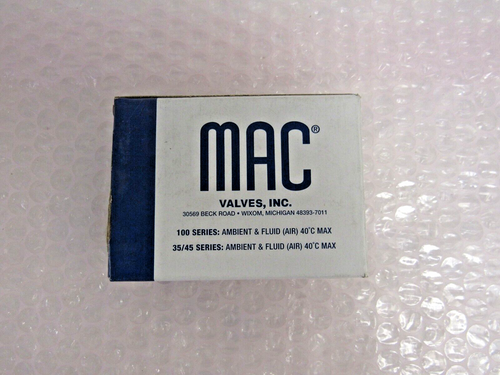 MAC®
VALVES, INC.
30569 BECK ROAD • WIXOM, MICHIGAN 48393-7011
100 SERIES: AMBIENT & FLUID (AIR) 40°C MAX
35/45 SERIES: AMBIENT & FLUID (AIR) 40°C MAX